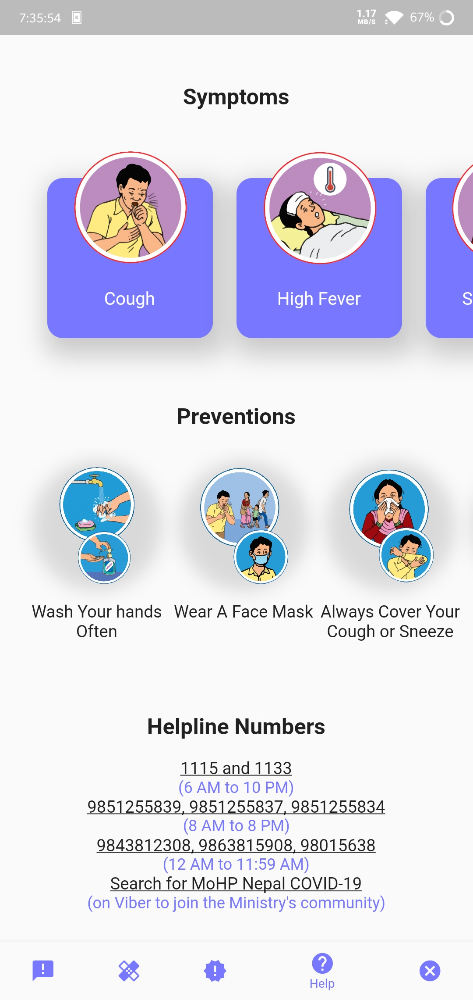 7:35:54
K
1.17
MB/S
67%
Symptoms
Cough
High Fever
S
Preventions
Wash Your hands
Often
Wear A Face Mask
Always Cover Your
Cough or Sneeze
Helpline Numbers
1115 and 1133
(6 AM to 10 PM)
9851255839, 9851255837, 9851255834
(8 AM to 8 PM)
9843812308, 9863815908, 98015638
(12 AM to 11:59 AM)
Search for MoHP Nepal COVID-19
(on Viber to join the Ministry's community)
Help